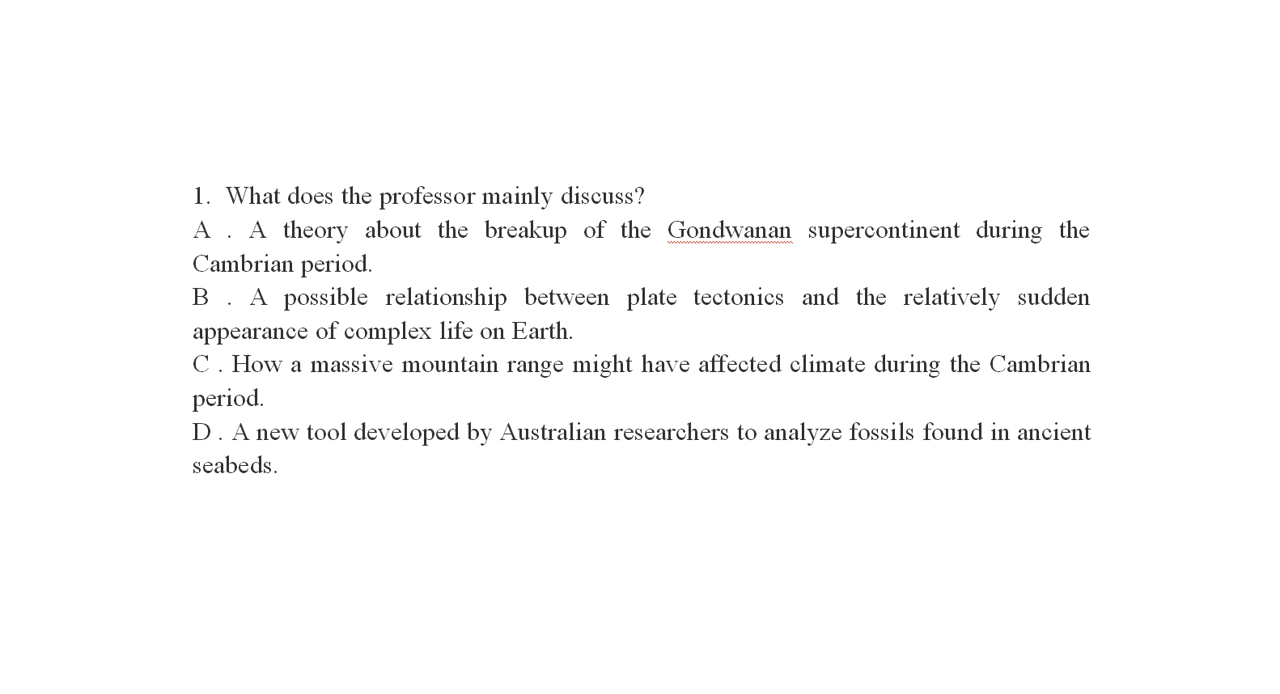 1. What does the professor mainly discuss?
A . A theory about the breakup of the Gondwanan supercontinent during the
Cambrian period.
B . A possible relationship between plate tectonics and the relatively sudden
appearance of complex life on Earth.
C . How a massive mountain range might have affected climate during the Cambrian
period.
D . A new tool developed by Australian researchers to analyze fossils found in ancient
seabeds.